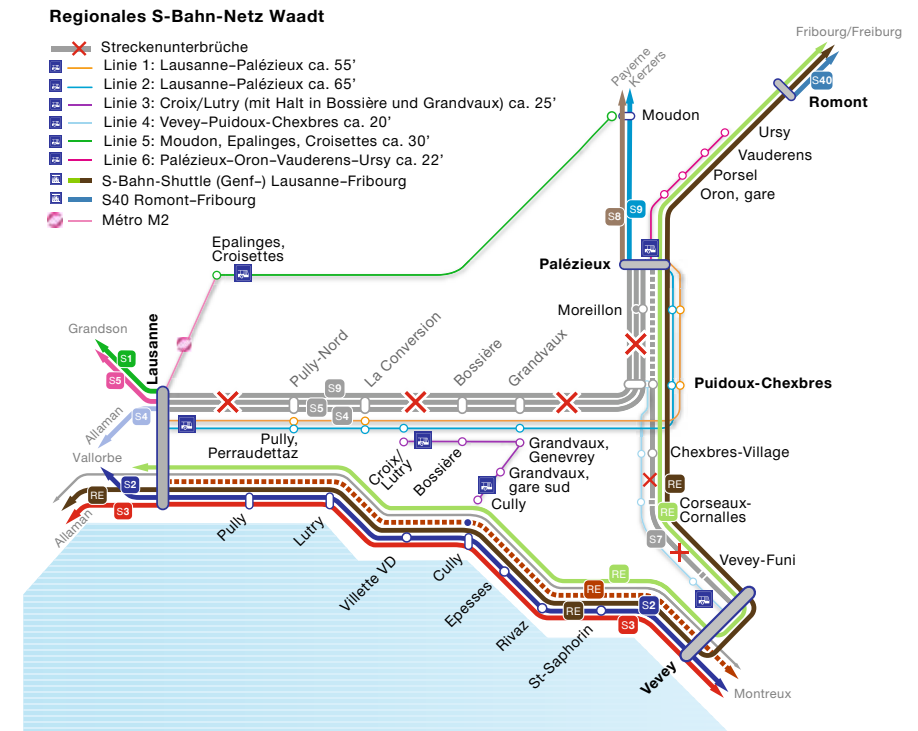 Regionales S-Bahn-Netz Waadt
Streckenunterbrüche
Linie 1: Lausanne–Palézieux ca. 55’
Linie 2: Lausanne–Palézieux ca. 65’
Linie 3: Croix/Lutry (mit Halt in Bossière und Grandvaux) ca. 25’
Linie 4: Vevey–Puidoux-Chexbres ca. 20’
Linie 5: Moudon, Epalinges, Croisettes ca. 30’
Linie 6: Palézieux–Oron–Vauderens–Ursy ca. 22’
S-Bahn-Shuttle (Genf–) Lausanne–Fribourg
S40 Romont–Fribourg
Métro M2
Fribourg/Freiburg
S40
Romont
Payerne
Kerzers
Moudon
Ursy
Vauderens
Porsel
Oron, gare
S8
S9
Palézieux
Epalinges,
Croisettes
Moreillon
Grandson
S1
S5
Lausanne
Allaman
S4
Vallorbe
S2
RE
S3
Allaman
Pully-Nord
La Conversion
Bossière
Grandvaux
S9
S5
S4
Puidoux-Chexbres
Pully,
Perraudettaz
Croix/
Lutry
Bossière
Grandvaux,
Genevrey
Grandvaux,
gare sud
Cully
Chexbres-Village
RE
Corseaux-
Cornalles
RE
S7
Vevey-Funi
Pully
Lutry
Villette VD
Cully
Epesses
Rivaz
St-Saphorin
RE
RE
RE
S2
S3
Vevey
Montreux